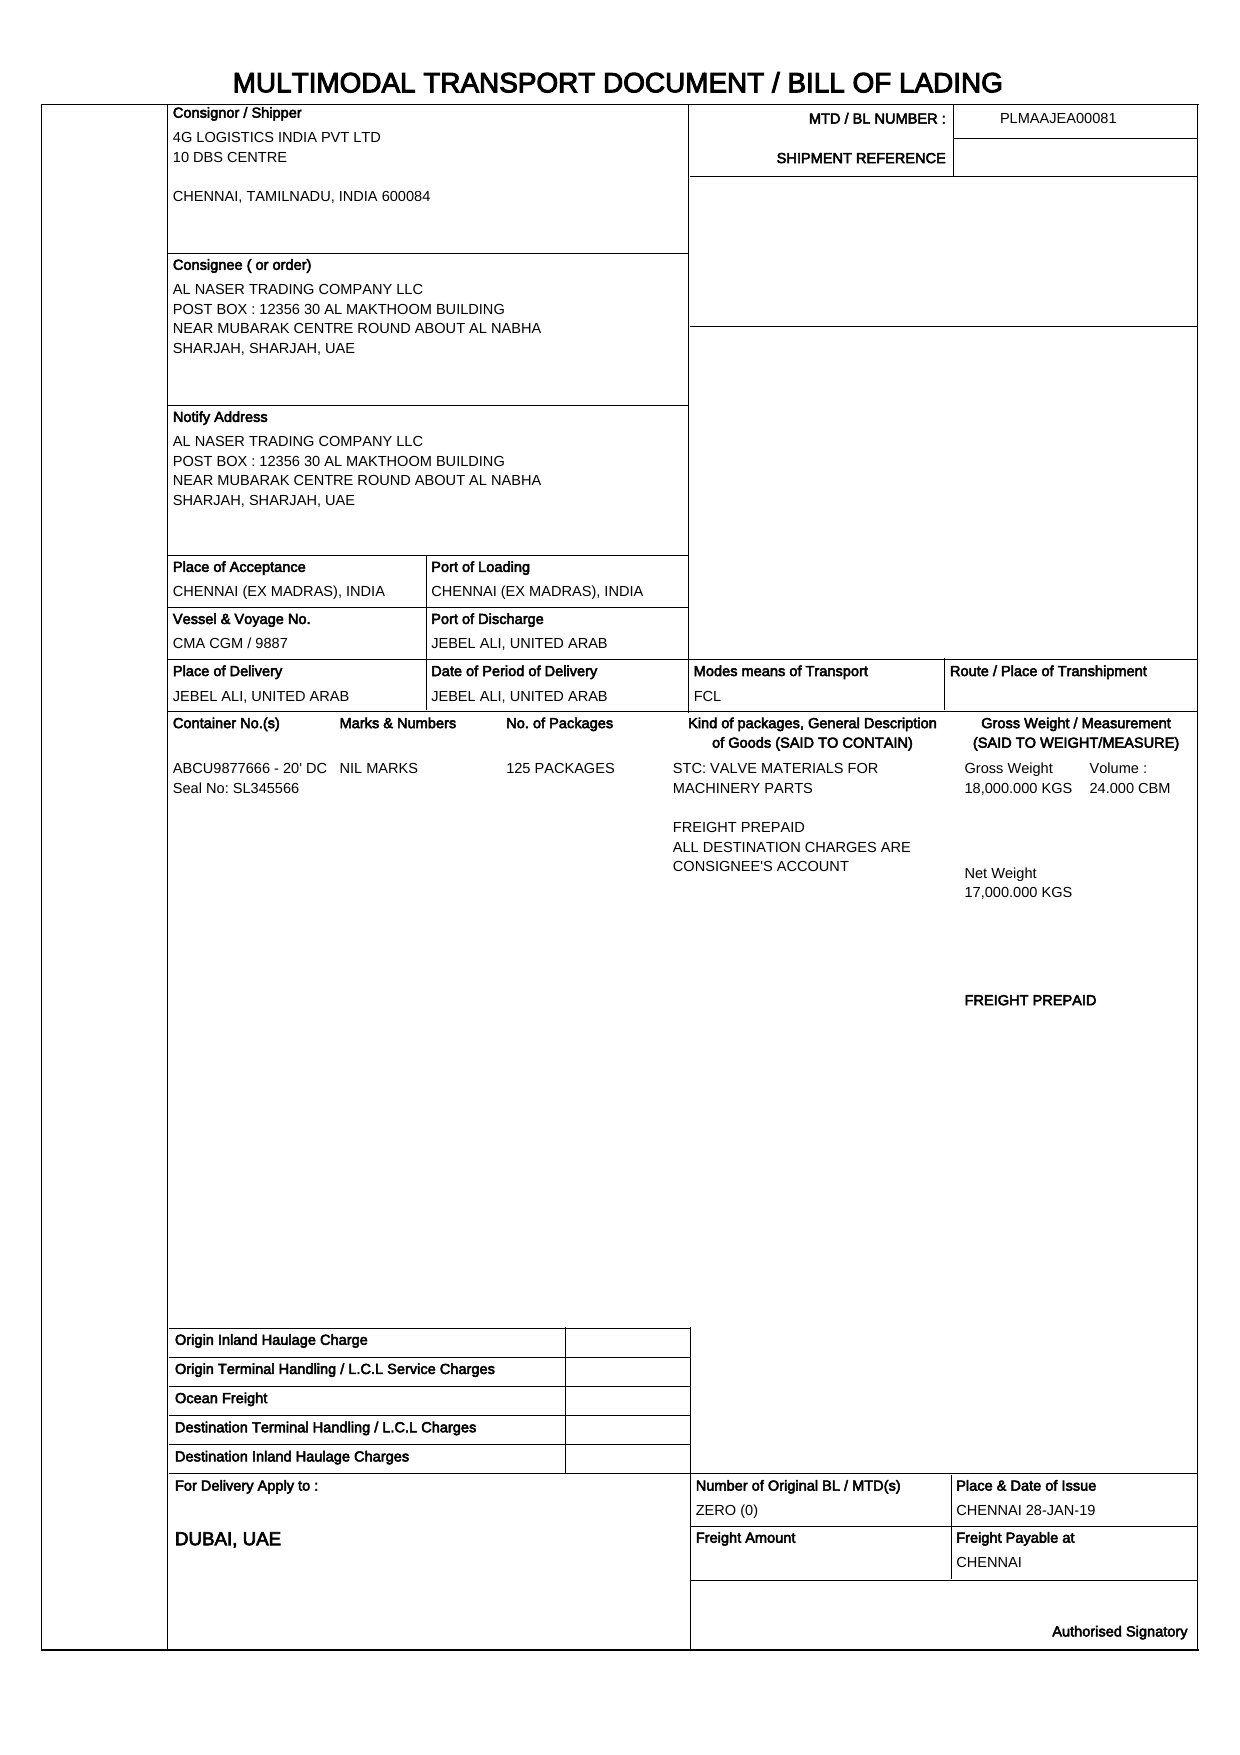 MULTIMODAL TRANSPORT DOCUMENT / BILL OF LADING
Consignor / Shipper
4G LOGISTICS INDIA PVT LTD
10 DBS CENTRE
CHENNAI, TAMILNADU, INDIA 600084
MTD / BL NUMBER : PLMAAJEA00081
SHIPMENT REFERENCE
Consignee ( or order)
AL NASER TRADING COMPANY LLC
POST BOX : 12356 30 AL MAKTHOOM BUILDING
NEAR MUBARAK CENTRE ROUND ABOUT AL NABHA
SHARJAH, SHARJAH, UAE
Notify Address
AL NASER TRADING COMPANY LLC
POST BOX : 12356 30 AL MAKTHOOM BUILDING
NEAR MUBARAK CENTRE ROUND ABOUT AL NABHA
SHARJAH, SHARJAH, UAE
Place of Acceptance Port of Loading
CHENNAI (EX MADRAS), INDIA CHENNAI (EX MADRAS), INDIA
Vessel & Voyage No. Port of Discharge
CMA CGM / 9887 JEBEL ALI, UNITED ARAB
Place of Delivery Date of Period of Delivery Modes means of Transport Route / Place of Transhipment
JEBEL ALI, UNITED ARAB JEBEL ALI, UNITED ARAB FCL
Container No.(s) Marks & Numbers No. of Packages Kind of packages, General Description Gross Weight / Measurement
of Goods (SAID TO CONTAIN) (SAID TO WEIGHT/MEASURE)
ABCU9877666 - 20' DC NIL MARKS 125 PACKAGES STC: VALVE MATERIALS FOR Gross Weight Volume :
Seal No: SL345566 MACHINERY PARTS 18,000.000 KGS 24.000 CBM
FREIGHT PREPAID
ALL DESTINATION CHARGES ARE
CONSIGNEE'S ACCOUNT
Net Weight
17,000.000 KGS
FREIGHT PREPAID
Origin Inland Haulage Charge
Origin Terminal Handling / L.C.L Service Charges
Ocean Freight
Destination Terminal Handling / L.C.L Charges
Destination Inland Haulage Charges
For Delivery Apply to : Number of Original BL / MTD(s) Place & Date of Issue
ZERO (0) CHENNAI 28-JAN-19
DUBAI, UAE Freight Amount Freight Payable at
CHENNAI
Authorised Signatory